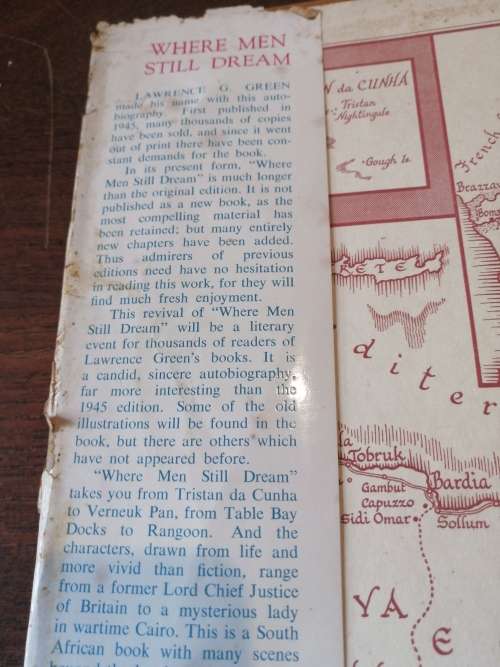 WHERE MEN
STILL DREAM
LAWRENCE G. GREEN
made his name with this auto-
biography. First published in
1945, many thousands of copies
have been sold, and since it went
out of print there have been con-
stant demands for the book.
In its present form, "Where
Men Still Dream" is much longer
than the original edition. It is not
published as a new book, as the
most compelling material has
been retained; but many entirely
new chapters have been added.
Thus admirers of previous
editions need have no hesitation
in reading this work, for they will
find much fresh enjoyment.
This revival of "Where Men
Still Dream" will be a literary
event for thousands of readers of
Lawrence Green's books. It is
a candid, sincere autobiography,
far more interesting than the
1945 edition. Some of the old
illustrations will be found in the
book, but there are others which
have not appeared before.
"Where Men Still Dream"
takes you from Tristan da Cunha
to Verneuk Pan, from Table Bay
Docks to Rangoon. And the
characters, drawn from life and
more vivid than fiction, range
from a former Lord Chief Justice
of Britain to a mysterious lady
in wartime Cairo. This is a South
African book with many scenes
N da CUNHA
Tristan
Nightingale
Gough Is
French
Brazza
Bom
KRETE
diter
Tobruk
Bardia
Gambut
Capuzzo
Sidi Omar
Sollum
YA
E